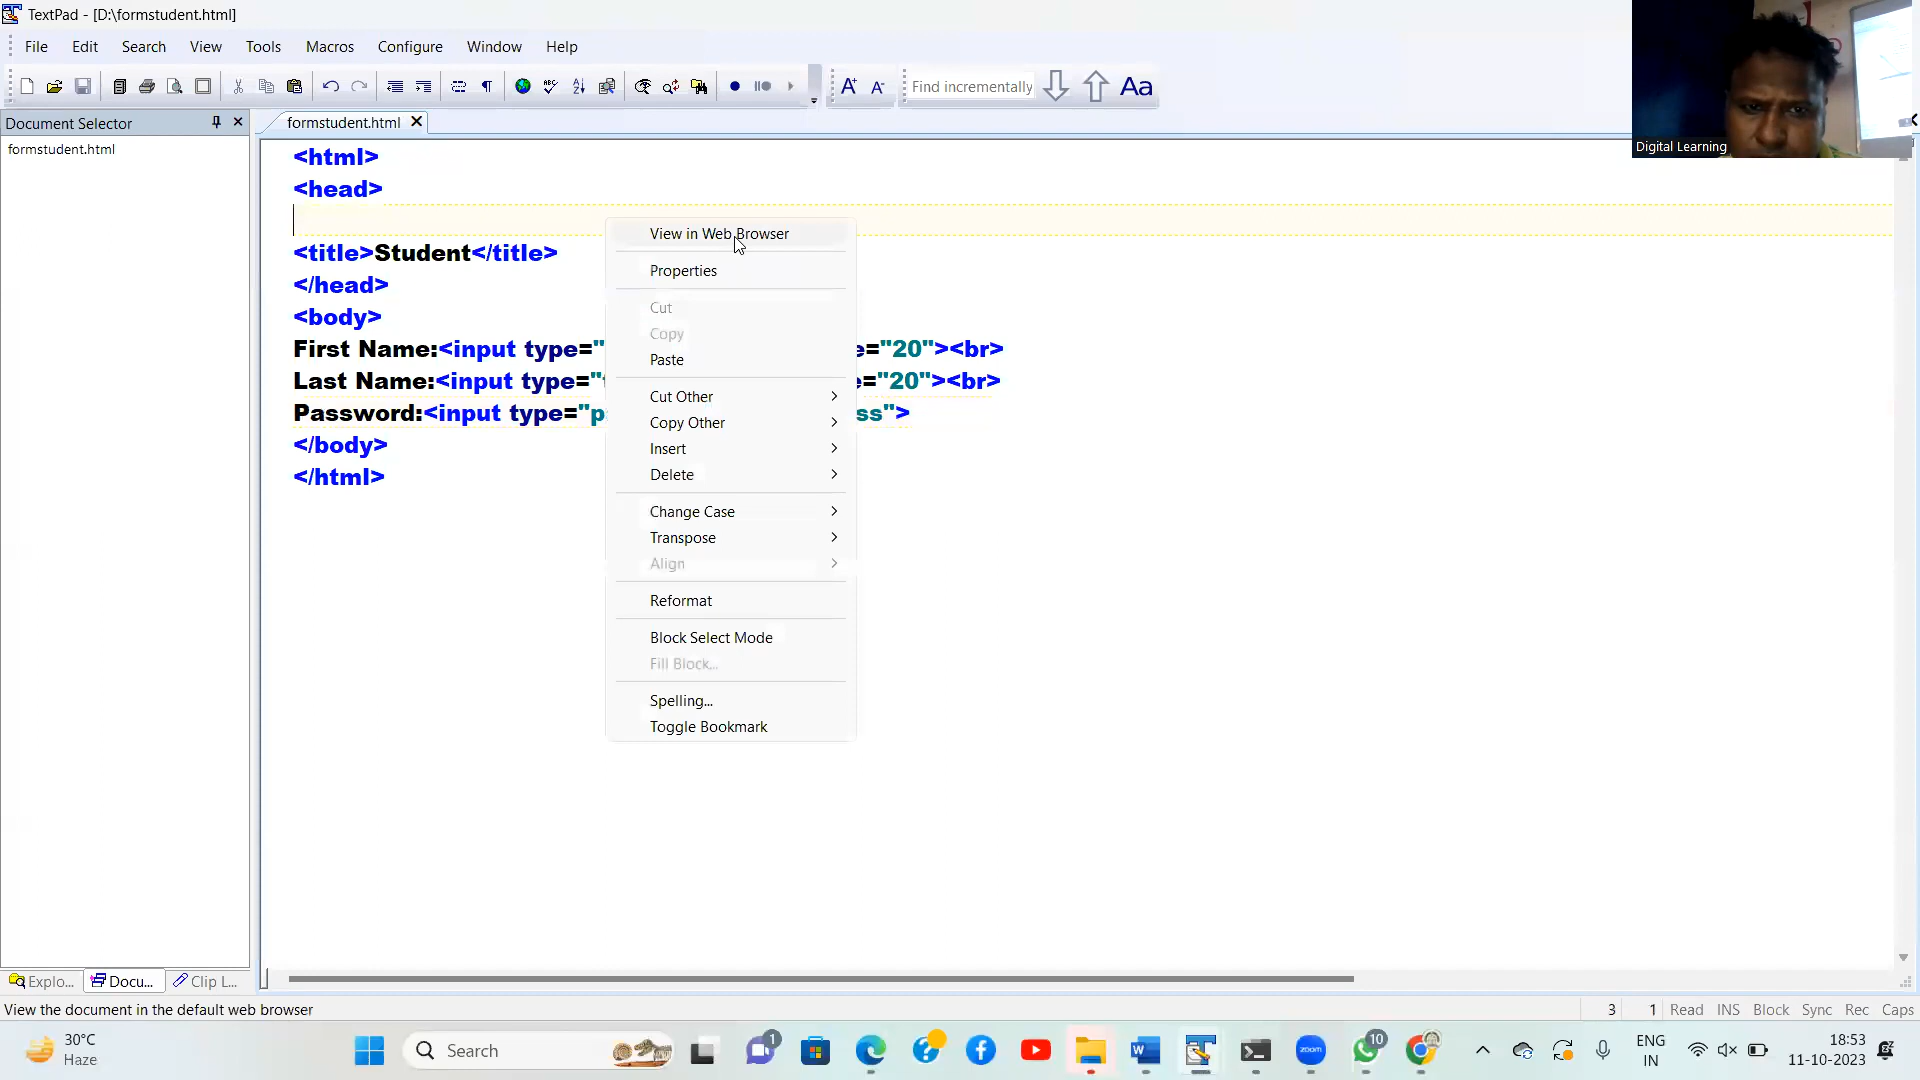 TextPad - [D:\formstudent.html]
File Edit Search View Tools Macros Configure Window Help
Find incrementally
Aa
Digital Learning
Document Selector
formstudent.html
formstudent.html
<html>
<head>
<title>Student</title>
</head>
<body>
First Name:<input type=" e="20"><br>
Last Name:<input type=" e="20"><br>
Password:<input type="p ss">
</body>
</html>
View in Web Browser
Properties
Cut
Copy
Paste
Cut Other
Copy Other
Insert
Delete
Change Case
Transpose
Align
Reformat
Block Select Mode
Fill Block...
Spelling...
Toggle Bookmark
Explo... Docu... Clip L...
View the document in the default web browser
3 1 Read INS Block Sync Rec Caps
30°C
Haze
Search
1
zoom
10
ENG
IN
18:53
11-10-2023